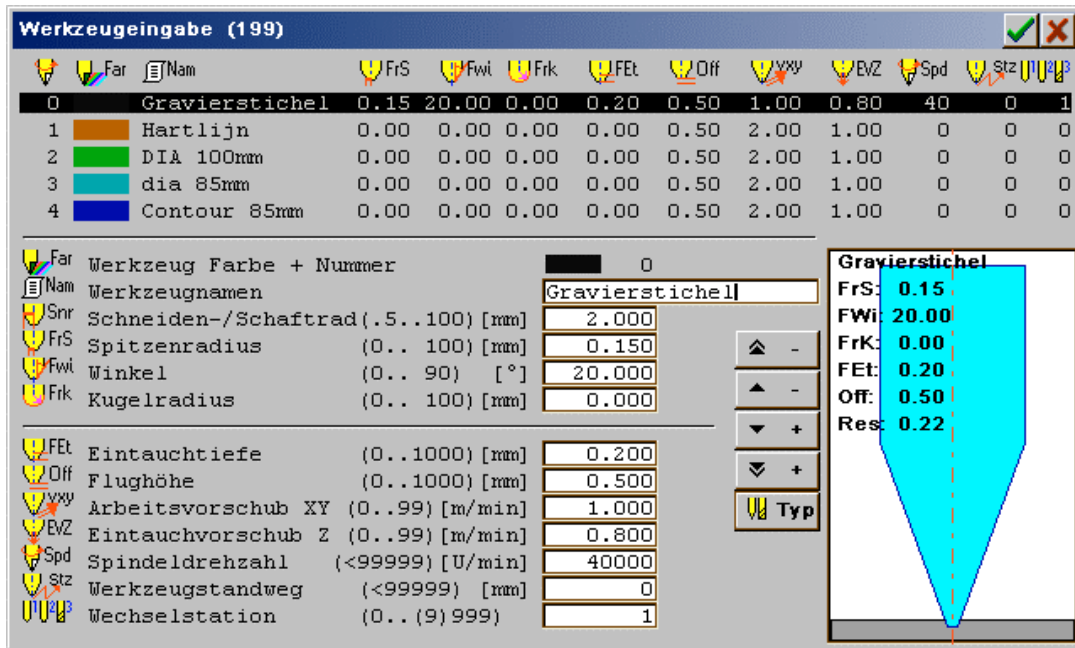 Werkzeugeingabe (199)
Far Nam FrS Fwi Frk FEt Off VXY EVZ Spd Stz 1 2 3
0 Gravierstichel 0.15 20.00 0.00 0.20 0.50 1.00 0.80 40 0 1
1 Hartlijn 0.00 0.00 0.00 0.00 0.50 2.00 1.00 0 0 0
2 DIA 100mm 0.00 0.00 0.00 0.00 0.50 2.00 1.00 0 0 0
3 dia 85mm 0.00 0.00 0.00 0.00 0.50 2.00 1.00 0 0 0
4 Contour 85mm 0.00 0.00 0.00 0.00 0.50 2.00 1.00 0 0 0
Far Werkzeug Farbe + Nummer 0
Nam Werkzeugnamen Gravierstichel
Snr Schneiden-/Schaftrad(.5..100)[mm] 2.000
FrS Spitzenradius (0.. 100)[mm] 0.150
Fwi Winkel (0.. 90) [°] 20.000
Frk Kugelradius (0.. 100)[mm] 0.000
FEt Eintauchtiefe (0..1000)[mm] 0.200
Off Flughöhe (0..1000)[mm] 0.500
VXY Arbeitsvorschub XY (0..99)[m/min] 1.000
EVZ Eintauchvorschub Z (0..99)[m/min] 0.800
Spd Spindeldrehzahl (<99999)[U/min] 40000
Stz Werkzeugstandweg (<99999) [mm] 0
1 2 3 Wechselstation (0..(9)999) 1
-
-
+
+
Typ
Gravierstichel
FrS: 0.15
FWi: 20.00
FrK: 0.00
FEt: 0.20
Off: 0.50
Res: 0.22